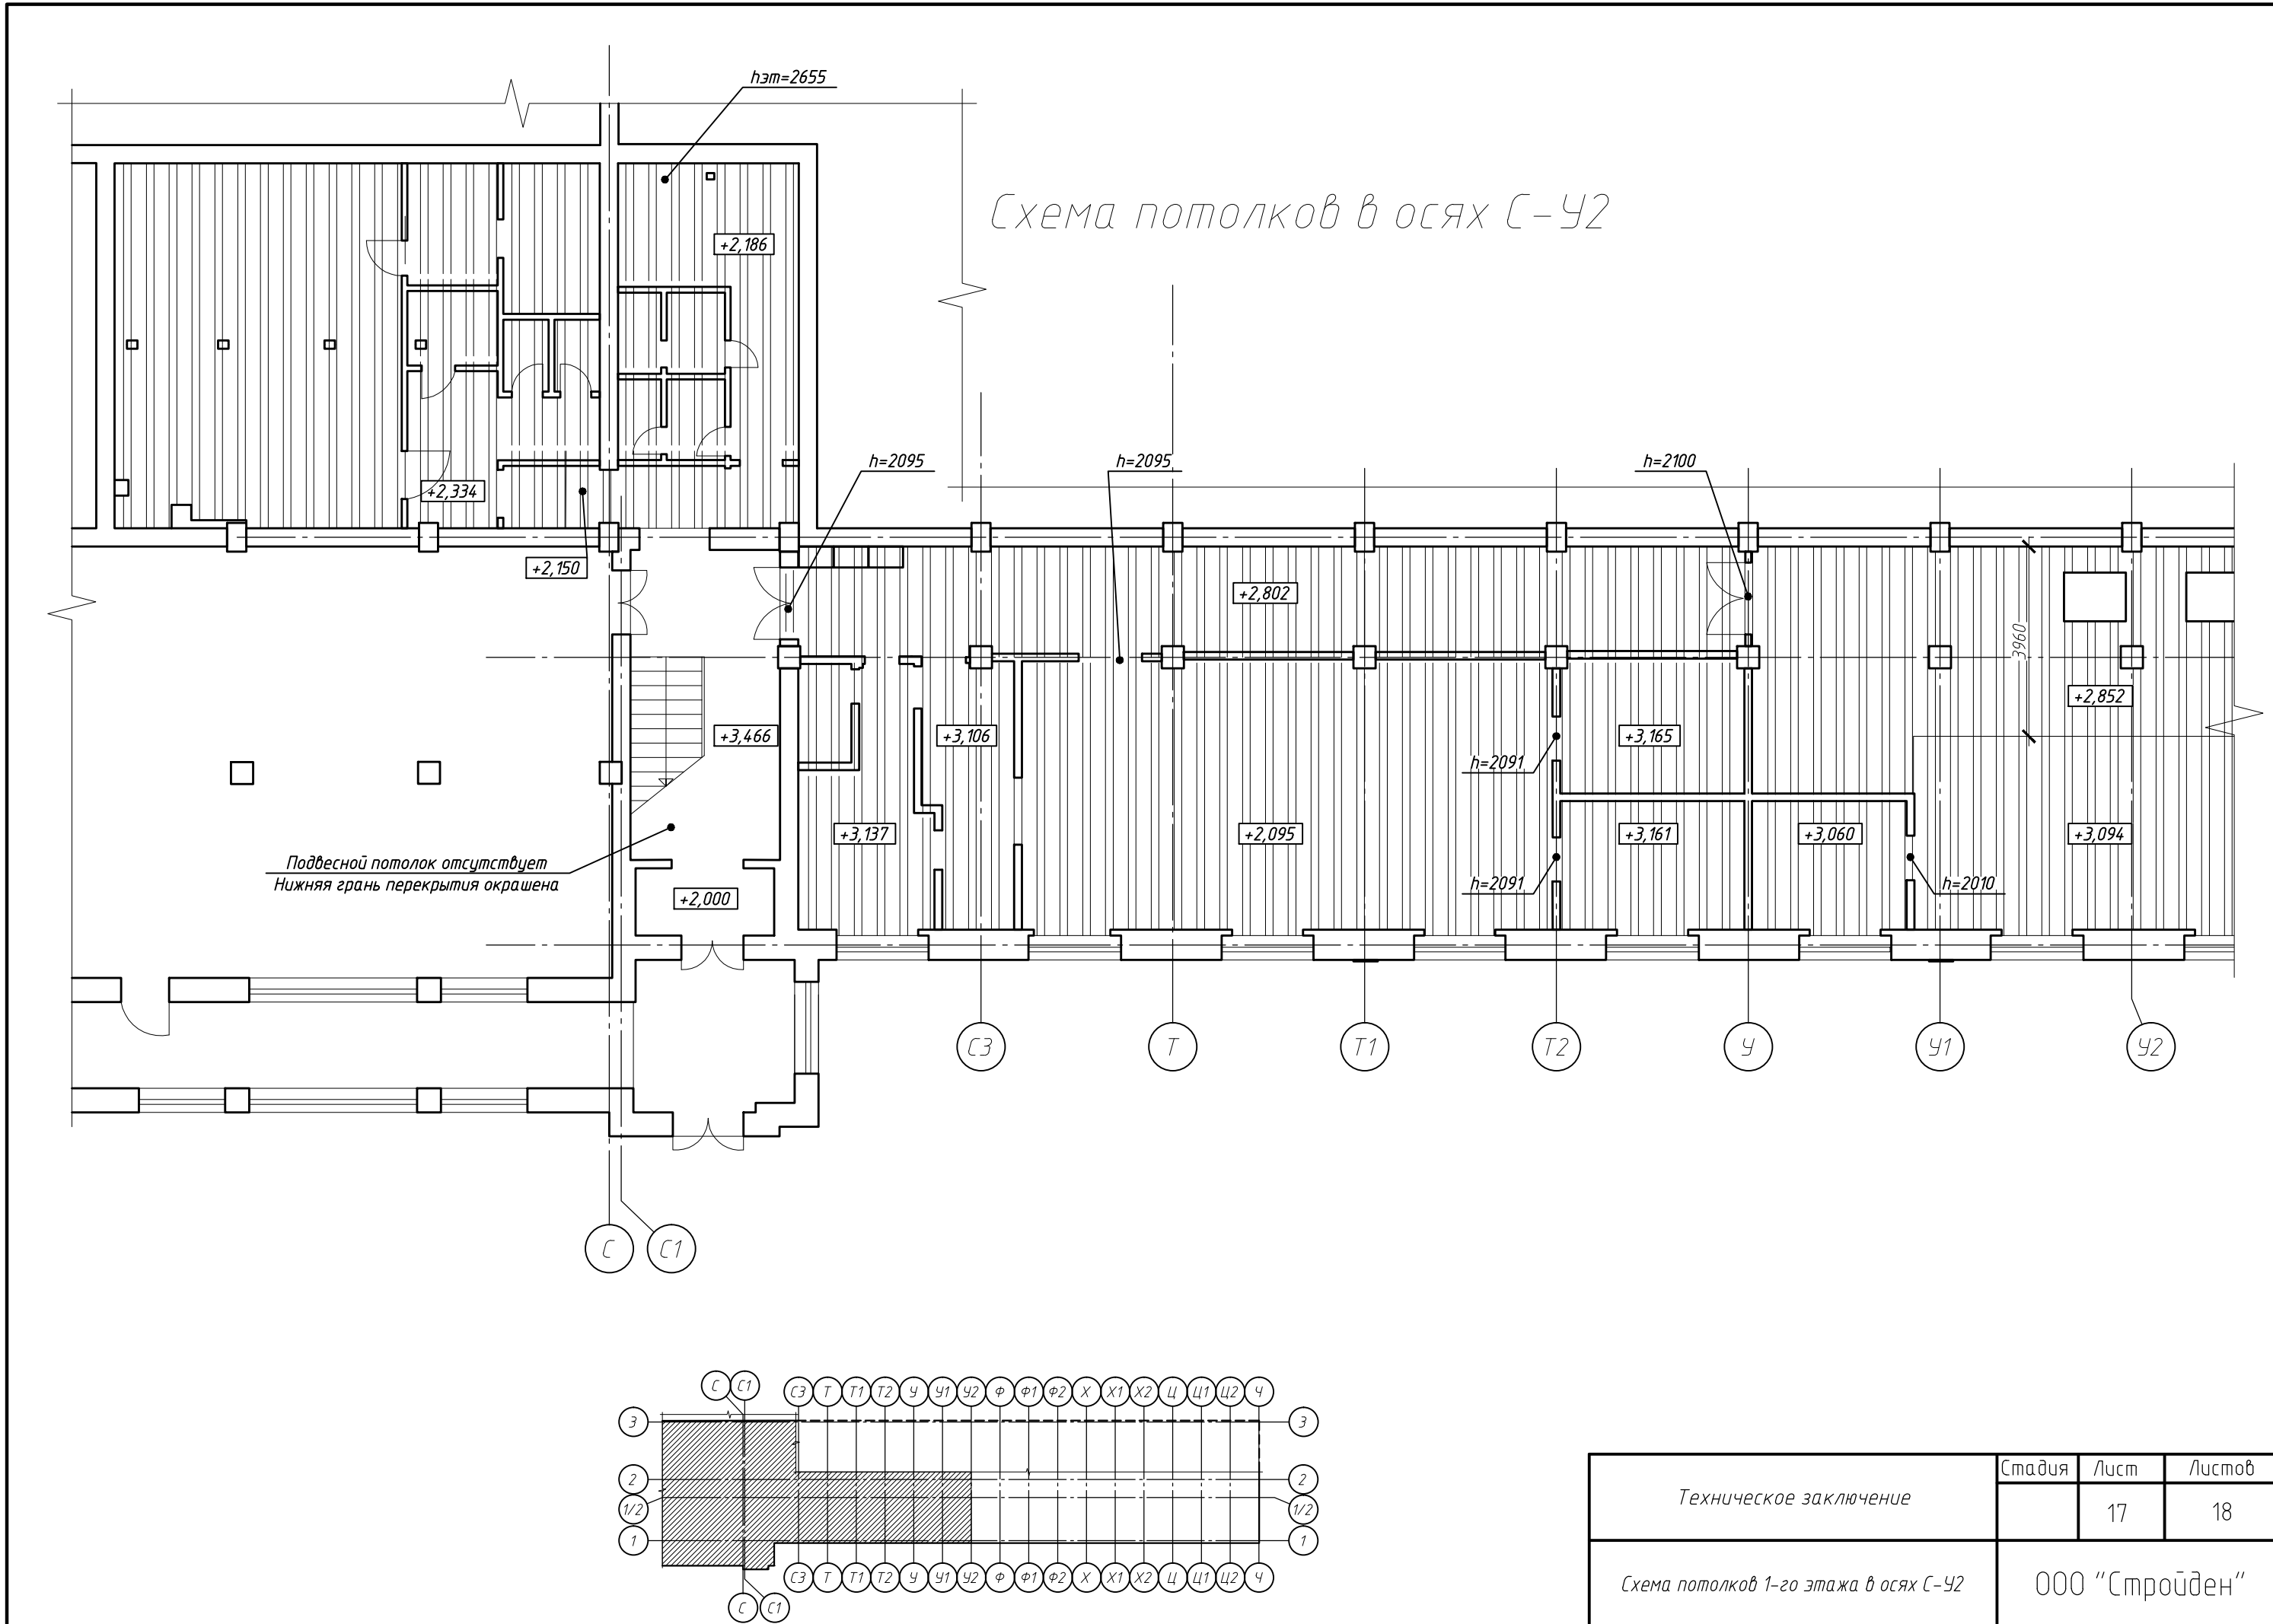 hэт=2655
Схема потолков в осях С-У2
+2,186
h=2095
h=2095
h=2100
+2,334
+2,150
+2,802
3960
+2,852
+3,466
+3,106
+3,165
h=2091
+3,137
+2,095
+3,161
+3,060
+3,094
Подвесной потолок отсутствует
Нижняя грань перекрытия окрашена
+2,000
h=2091
h=2010
С3 Т Т1 Т2 У У1 У2
С С1
С С1 С3 Т Т1 Т2 У У1 У2 Ф Ф1 Ф2 Х Х1 Х2 Ц Ц1 Ц2 Ч
3 3
2 2
1/2 1/2
1 1
С3 Т Т1 Т2 У У1 У2 Ф Ф1 Ф2 Х Х1 Х2 Ц Ц1 Ц2 Ч
С С1
Техническое заключение
Стадия Лист Листов
17 18
Схема потолков 1-го этажа в осях С-У2
ООО "Стройден"